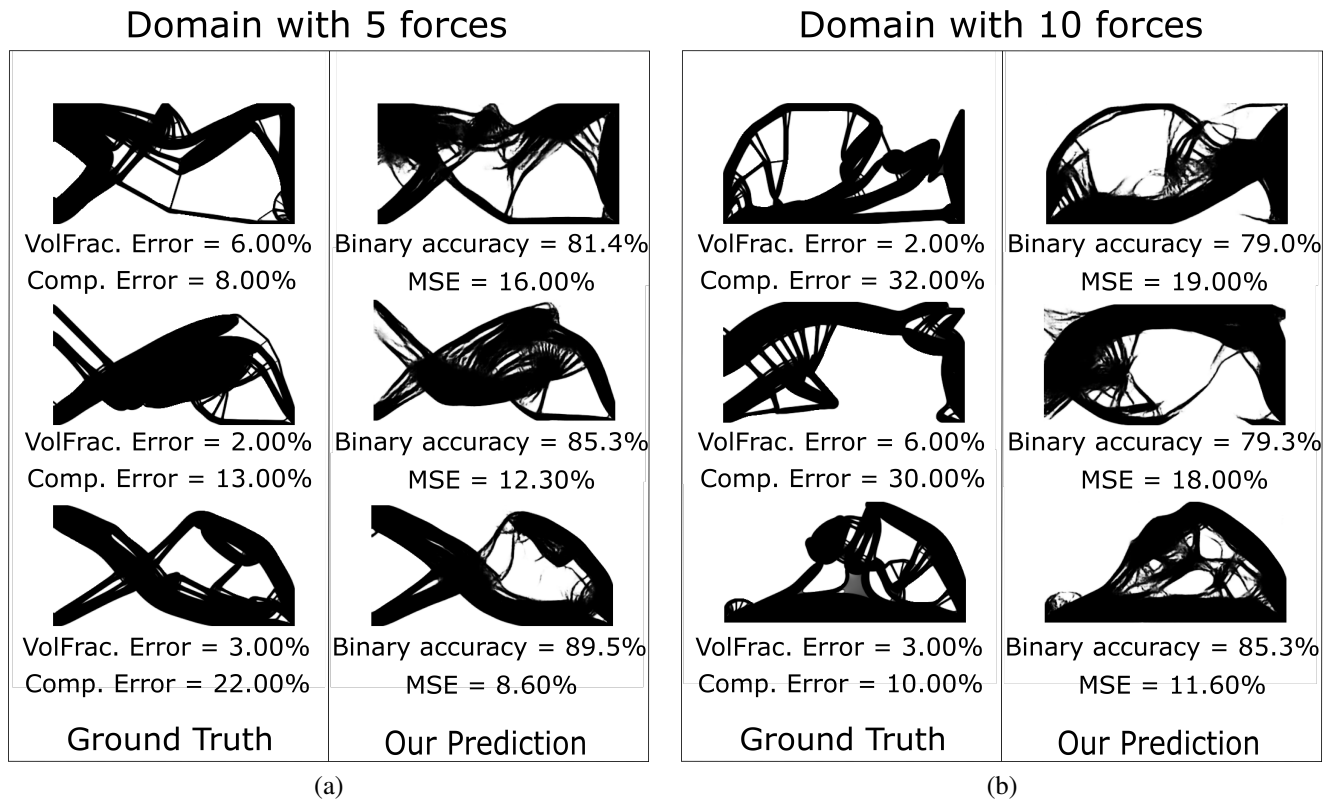 Domain with 5 forces
VolFrac. Error = 6.00%
Comp. Error = 8.00%
Binary accuracy = 81.4%
MSE = 16.00%
VolFrac. Error = 2.00%
Comp. Error = 13.00%
Binary accuracy = 85.3%
MSE = 12.30%
VolFrac. Error = 3.00%
Comp. Error = 22.00%
Binary accuracy = 89.5%
MSE = 8.60%
Ground Truth
Our Prediction
(a)
Domain with 10 forces
VolFrac. Error = 2.00%
Comp. Error = 32.00%
Binary accuracy = 79.0%
MSE = 19.00%
VolFrac. Error = 6.00%
Comp. Error = 30.00%
Binary accuracy = 79.3%
MSE = 18.00%
VolFrac. Error = 3.00%
Comp. Error = 10.00%
Binary accuracy = 85.3%
MSE = 11.60%
Ground Truth
Our Prediction
(b)